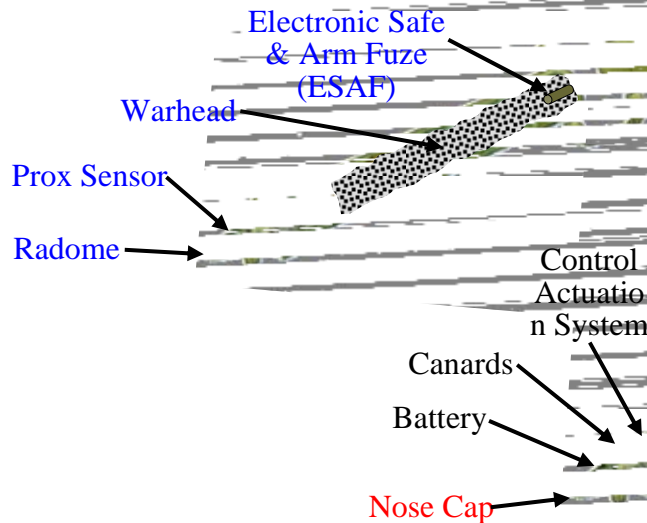 Electronic Safe
& Arm Fuze
(ESAF)
Warhead
Prox Sensor
Radome
Control
Actuatio
n System
Canards
Battery
Nose Cap